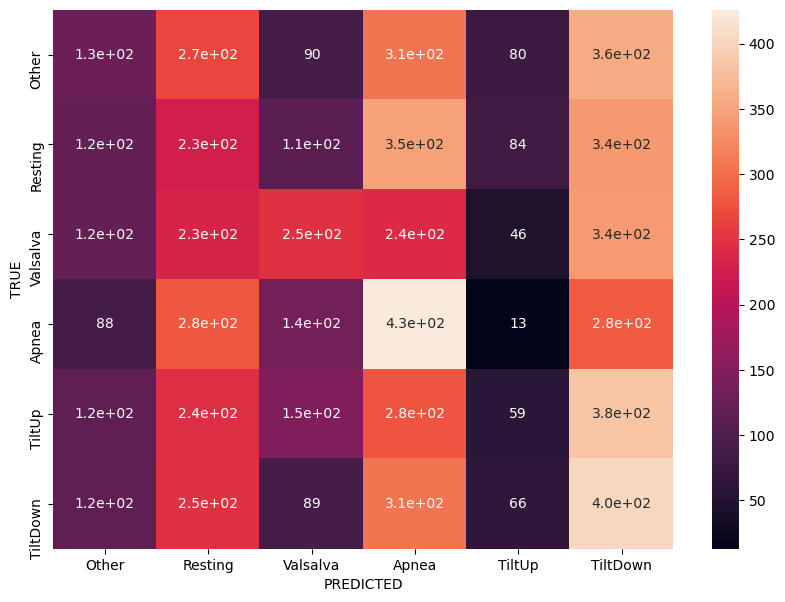 Other 1.3e+02 2.7e+02 90 3.1e+02 80 3.6e+02
Resting 1.2e+02 2.3e+02 1.1e+02 3.5e+02 84 3.4e+02
Valsalva 1.2e+02 2.3e+02 2.5e+02 2.4e+02 46 3.4e+02
Apnea 88 2.8e+02 1.4e+02 4.3e+02 13 2.8e+02
TiltUp 1.2e+02 2.4e+02 1.5e+02 2.8e+02 59 3.8e+02
TiltDown 1.2e+02 2.5e+02 89 3.1e+02 66 4.0e+02
TRUE
Other Resting Valsalva Apnea TiltUp TiltDown
PREDICTED
400
350
300
250
200
150
100
50